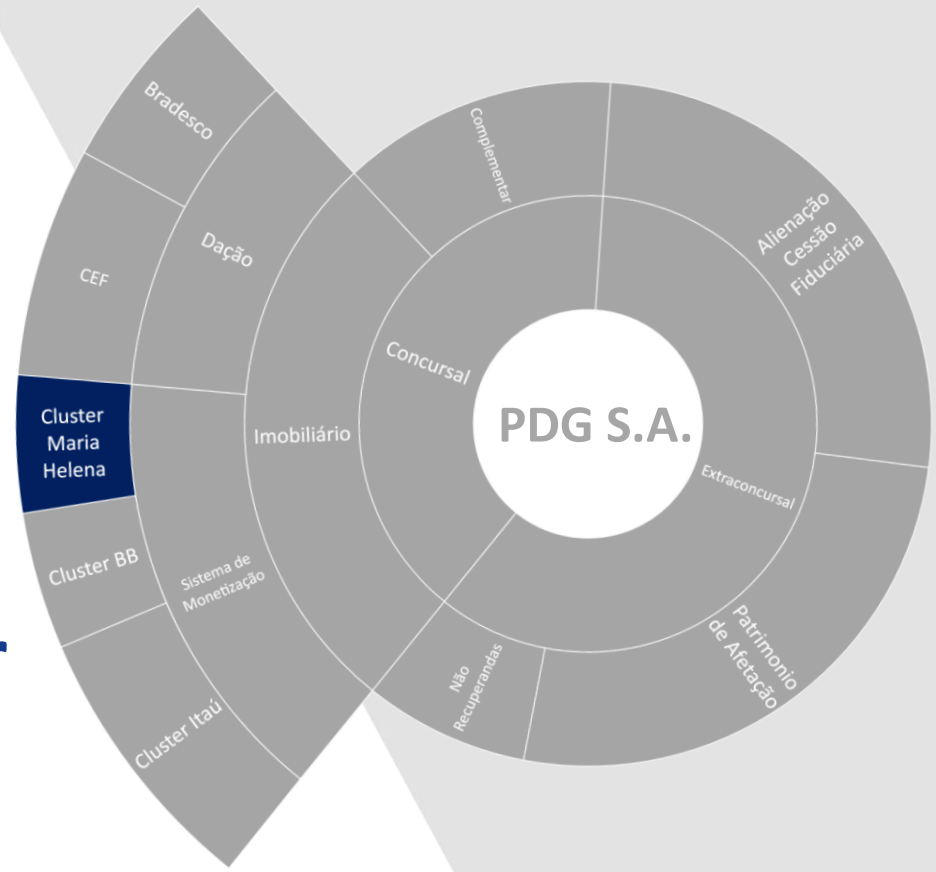 Bradesco
CEF
Cluster
Maria
Helena
Cluster BB
Cluster Itaú
Dação
Sistema de
Monetização
Imobiliário
Complementar
Concursal
PDG S.A.
Alienação
Cessão
Fiduciária
Extraconcursal
Patrimonio
de Afetação
Não
Recuperandas